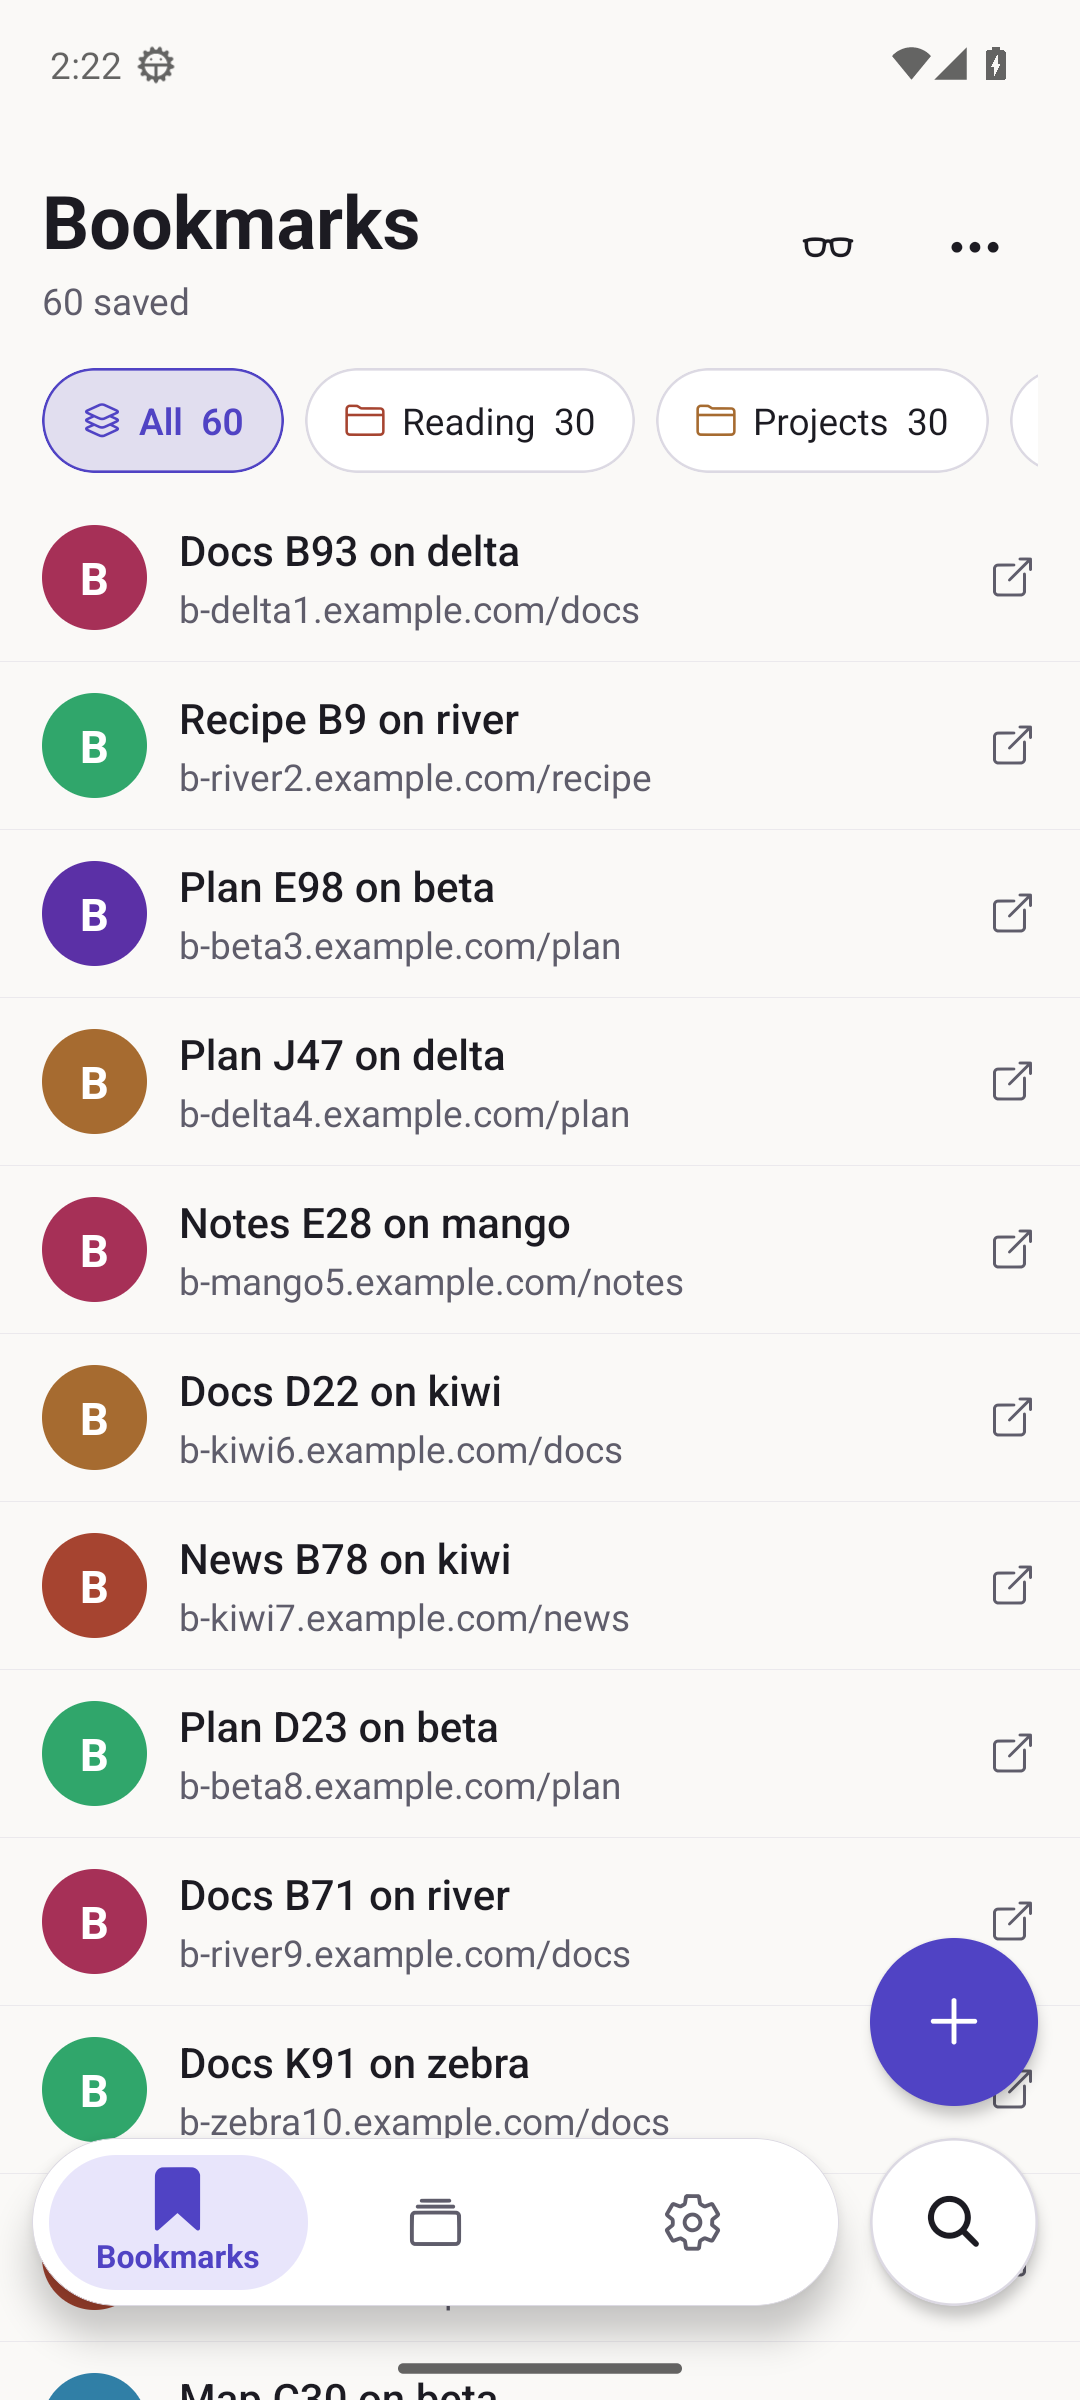 2:22
Bookmarks
60 saved
All 60
Reading 30
Projects 30
B
Docs B93 on delta
b-delta1.example.com/docs
B
Recipe B9 on river
b-river2.example.com/recipe
B
Plan E98 on beta
b-beta3.example.com/plan
B
Plan J47 on delta
b-delta4.example.com/plan
B
Notes E28 on mango
b-mango5.example.com/notes
B
Docs D22 on kiwi
b-kiwi6.example.com/docs
B
News B78 on kiwi
b-kiwi7.example.com/news
B
Plan D23 on beta
b-beta8.example.com/plan
B
Docs B71 on river
b-river9.example.com/docs
B
Docs K91 on zebra
b-zebra10.example.com/docs
Bookmarks
Map C30 on beta